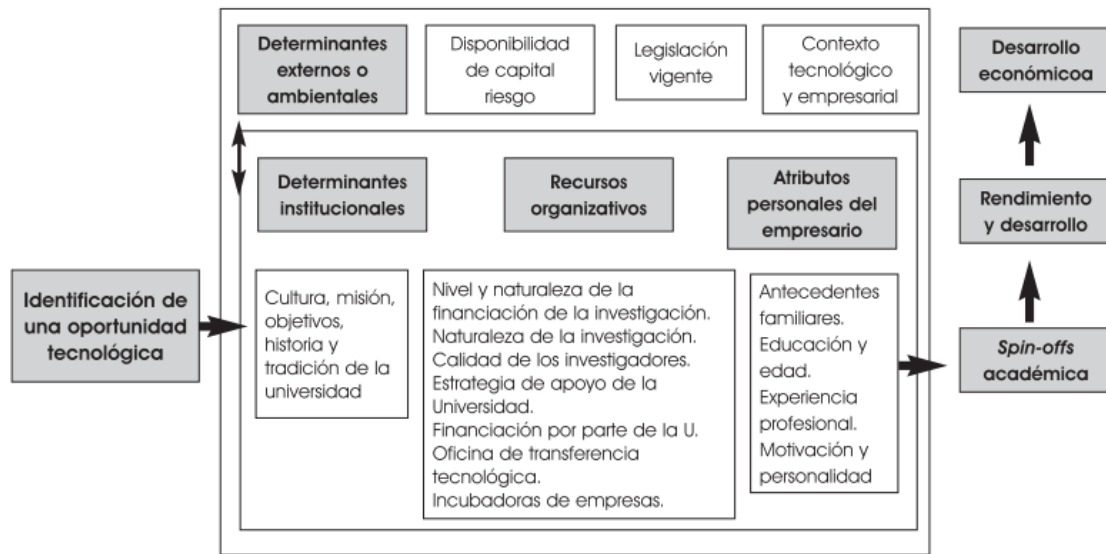 Determinantes
externos o
ambientales
Disponibilidad
de capital
riesgo
Legislación
vigente
Contexto
tecnológico
y empresarial
Desarrollo
económicoa
Determinantes
institucionales
Recursos
organizativos
Atributos
personales del
empresario
Rendimiento
y desarrollo
Identificación de
una oportunidad
tecnológica
Cultura, misión,
objetivos,
historia y
tradición de la
universidad
Nivel y naturaleza de la
financiación de la investigación.
Naturaleza de la investigación.
Calidad de los investigadores.
Estrategia de apoyo de la
Universidad.
Financiación por parte de la U.
Oficina de transferencia
tecnológica.
Incubadoras de empresas.
Antecedentes
familiares.
Educación y
edad.
Experiencia
profesional.
Motivación y
personalidad
Spin-offs
académica